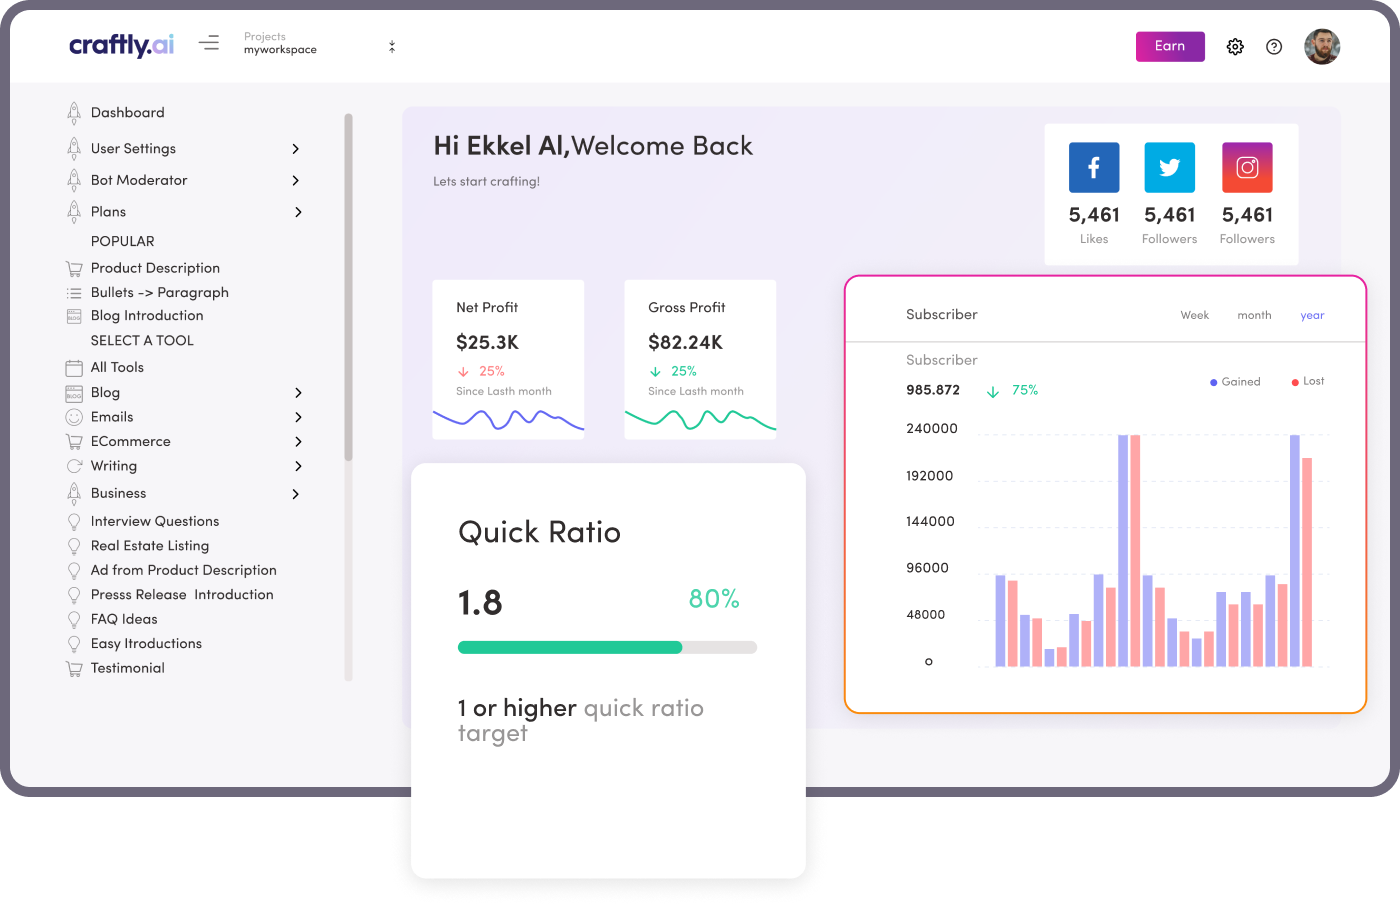 craftly.ai
Projects
myworkspace
Earn
Dashboard
User Settings
Bot Moderator
Plans
POPULAR
Product Description
Bullets -> Paragraph
Blog Introduction
SELECT A TOOL
All Tools
Blog
Emails
ECommerce
Writing
Business
Interview Questions
Real Estate Listing
Ad from Product Description
Presss Release Introduction
FAQ Ideas
Easy Itroductions
Testimonial
BLOG
BLOG
Hi Ekkel Al,Welcome Back
Lets start crafting!
5,461 5,461 5,461
Likes Followers Followers
Net Profit
$25.3K
25%
Since Lasth month
Gross Profit
$82.24K
25%
Since Lasth month
Quick Ratio
1.8 80%
1 or higher quick ratio
target
Subscriber Week month year
Subscriber
985.872 75%
Gained Lost
240000
192000
144000
96000
48000
0